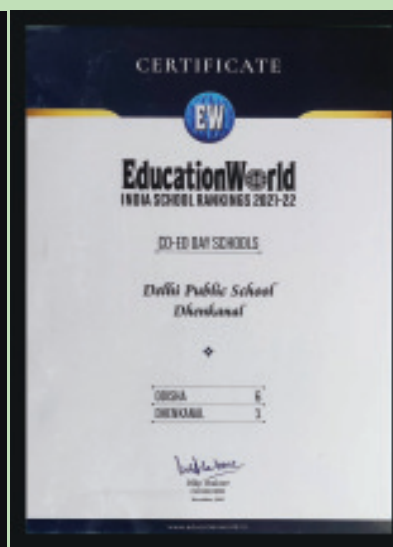 CERTIFICATE
EW
EducationWorld
INDIA SCHOOL RANKINGS 2021-22
CO-ED DAY SCHOOLS
Delhi Public School
Dhenkanal
ODISHA 6
DHENKANAL 1